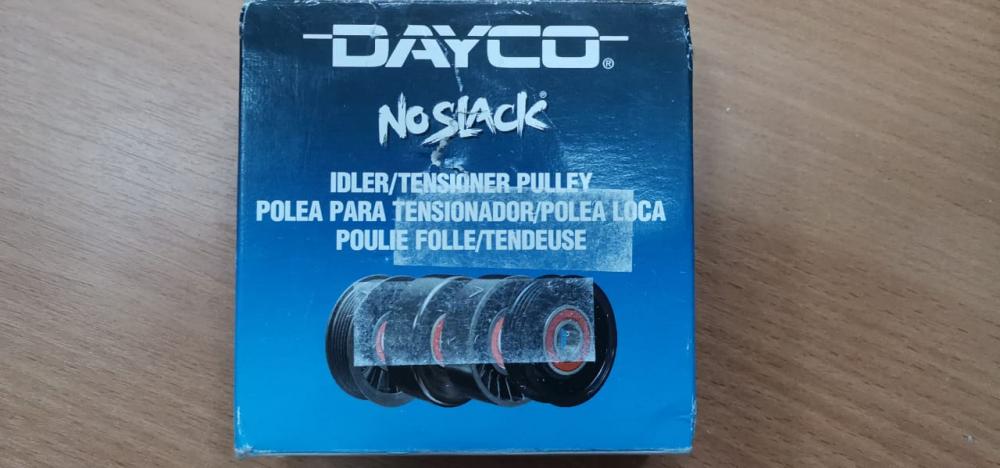 DAYCO®
NO SLACK®
IDLER/TENSIONER PULLEY
POLEA PARA TENSIONADOR/POLEA LOCA
POULIE FOLLE/TENDEUSE